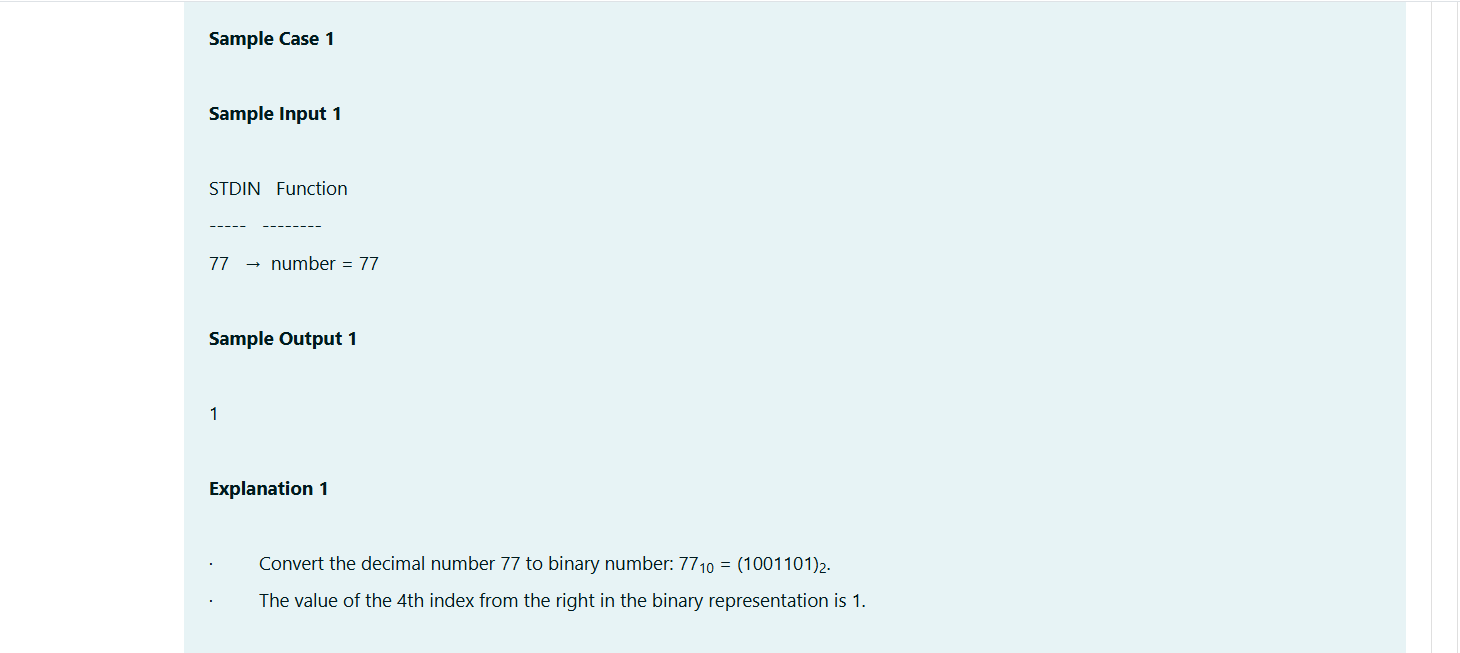 Sample Case 1
Sample Input 1
STDIN Function
----- --------
77 → number = 77
Sample Output 1
1
Explanation 1
· Convert the decimal number 77 to binary number: 77₁₀ = (1001101)₂.
· The value of the 4th index from the right in the binary representation is 1.